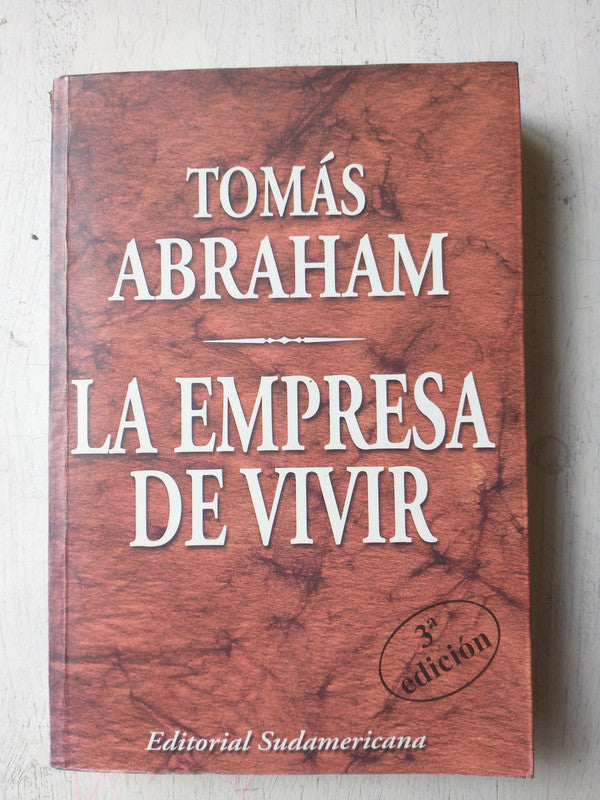 TOMÁS
ABRAHAM
LA EMPRESA
DE VIVIR
3ª
edición
Editorial Sudamericana